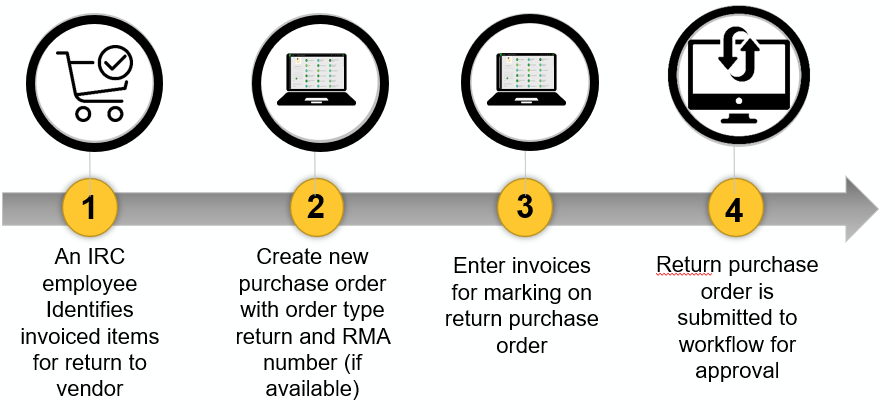 1
An IRC
employee
Identifies
invoiced items
for return to
vendor
2
Create new
purchase order
with order type
return and RMA
number (if
available)
3
Enter invoices
for marking on
return purchase
order
4
Return purchase
order is
submitted to
workflow for
approval